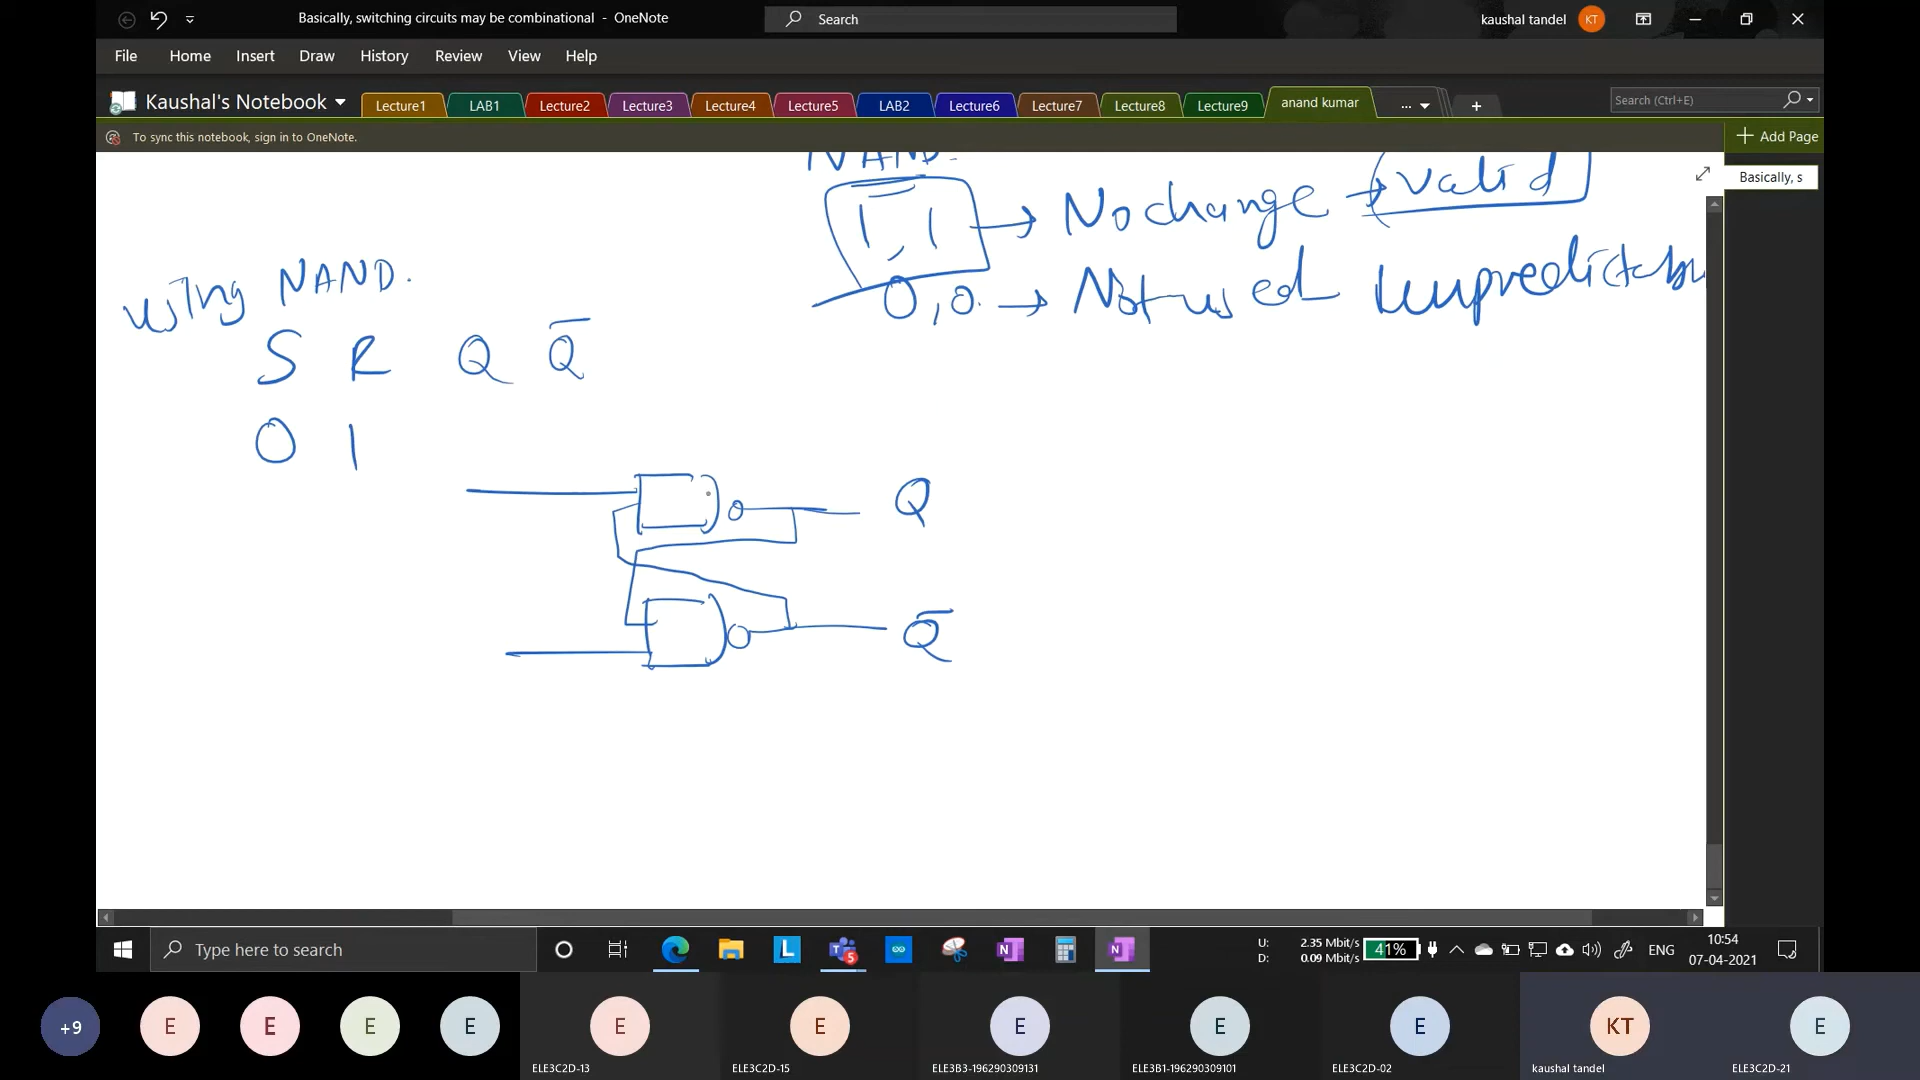 Basically, switching circuits may be combinational - OneNote
Search
kaushal tandel KT
File Home Insert Draw History Review View Help
Kaushal's Notebook Lecture1 LAB1 Lecture2 Lecture3 Lecture4 Lecture5 LAB2 Lecture6 Lecture7 Lecture8 Lecture9 anand kumar ... + Search (Ctrl+E)
To sync this notebook, sign in to OneNote.
Add Page
Basically, s
NAND.
1, 1 → No change → valid
0, 0. → Not used
using NAND.
S R Q Q̅
0 1
Q
Q̅
Type here to search
U: 2.35 Mbit/s
D: 0.09 Mbit/s
41%
5
ENG
10:54
07-04-2021
+9 E E E E E E E E E KT E
ELE3C2D-13 ELE3C2D-15 ELE3B3-196290309131 ELE3B1-196290309101 ELE3C2D-02 kaushal tandel ELE3C2D-21